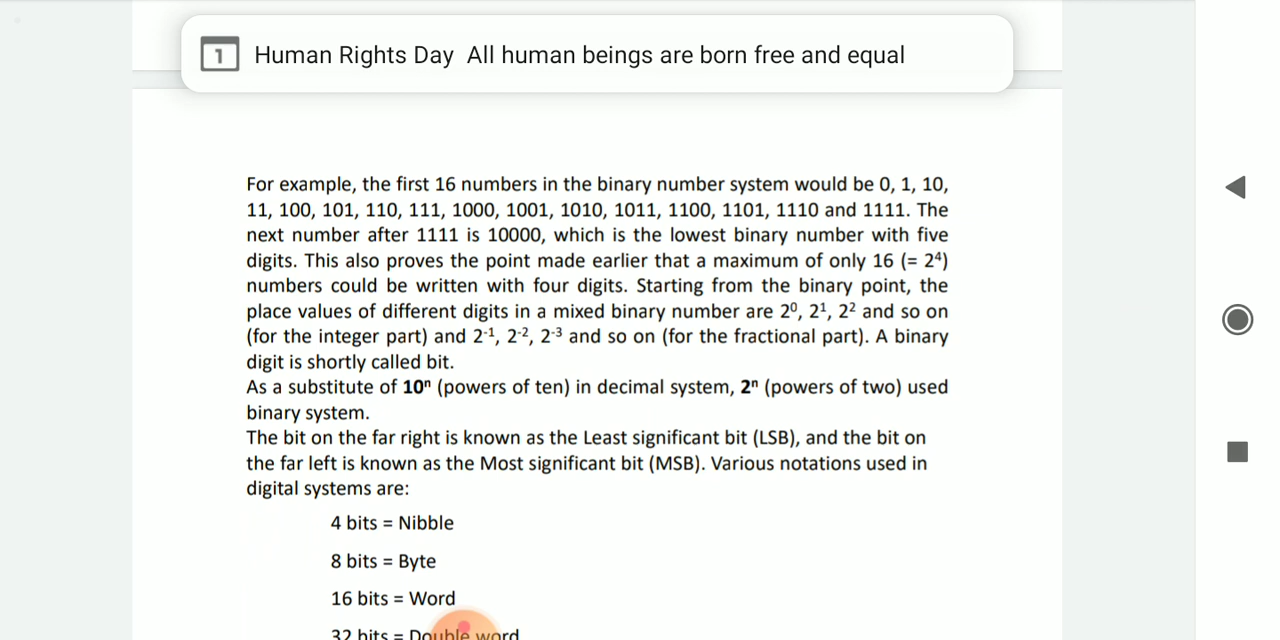 1 Human Rights Day All human beings are born free and equal
For example, the first 16 numbers in the binary number system would be 0, 1, 10,
11, 100, 101, 110, 111, 1000, 1001, 1010, 1011, 1100, 1101, 1110 and 1111. The
next number after 1111 is 10000, which is the lowest binary number with five
digits. This also proves the point made earlier that a maximum of only 16 (= 2⁴)
numbers could be written with four digits. Starting from the binary point, the
place values of different digits in a mixed binary number are 2⁰, 2¹, 2² and so on
(for the integer part) and 2⁻¹, 2⁻², 2⁻³ and so on (for the fractional part). A binary
digit is shortly called bit.
As a substitute of 10ⁿ (powers of ten) in decimal system, 2ⁿ (powers of two) used
binary system.
The bit on the far right is known as the Least significant bit (LSB), and the bit on
the far left is known as the Most significant bit (MSB). Various notations used in
digital systems are:
4 bits = Nibble
8 bits = Byte
16 bits = Word
32 bits = Double word